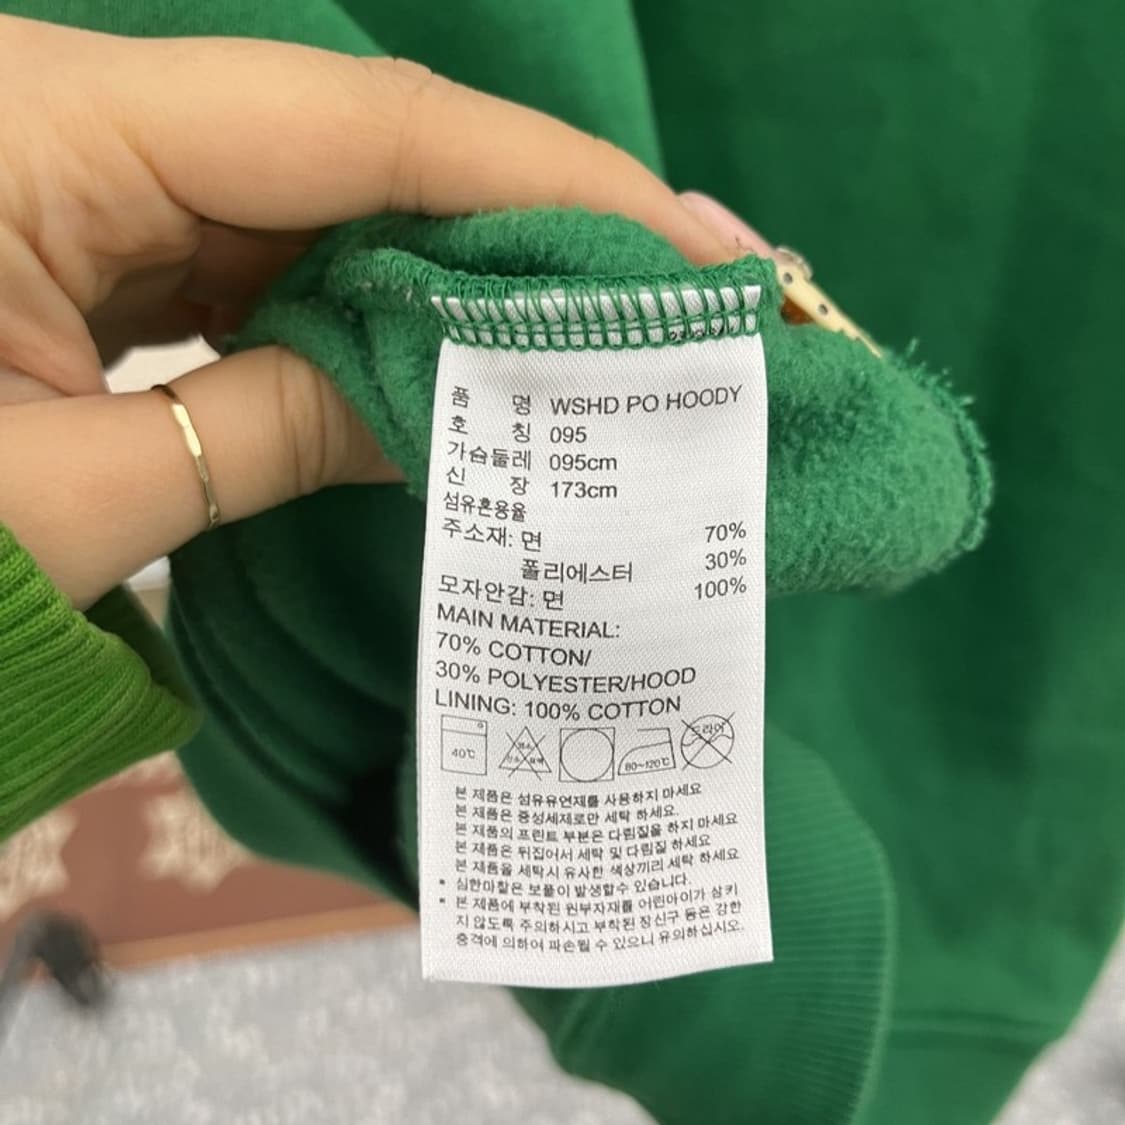 품 명 WSHD PO HOODY
호 칭 095
가슴둘레 095cm
신 장 173cm
섬유혼용율
주소재: 면 70%
폴리에스터 30%
모자안감: 면 100%
MAIN MATERIAL:
70% COTTON/
30% POLYESTER/HOOD
LINING: 100% COTTON
40℃ 80~120℃ 드라이
본 제품은 섬유유연제를 사용하지 마세요
본 제품은 중성세제로만 세탁 하세요.
본 제품의 프린트 부분은 다림질을 하지 마세요
본 제품은 뒤집어서 세탁 및 다림질 하세요
본 제품을 세탁시 유사한 색상끼리 세탁 하세요
* 심한마찰은 보풀이 발생할수 있습니다.
* 본 제품에 부착된 원부자재를 어린아이가 삼키
지 않도록 주의하시고 부착된 장신구 등은 강한
충격에 의하여 파손될 수 있으니 유의하십시오.